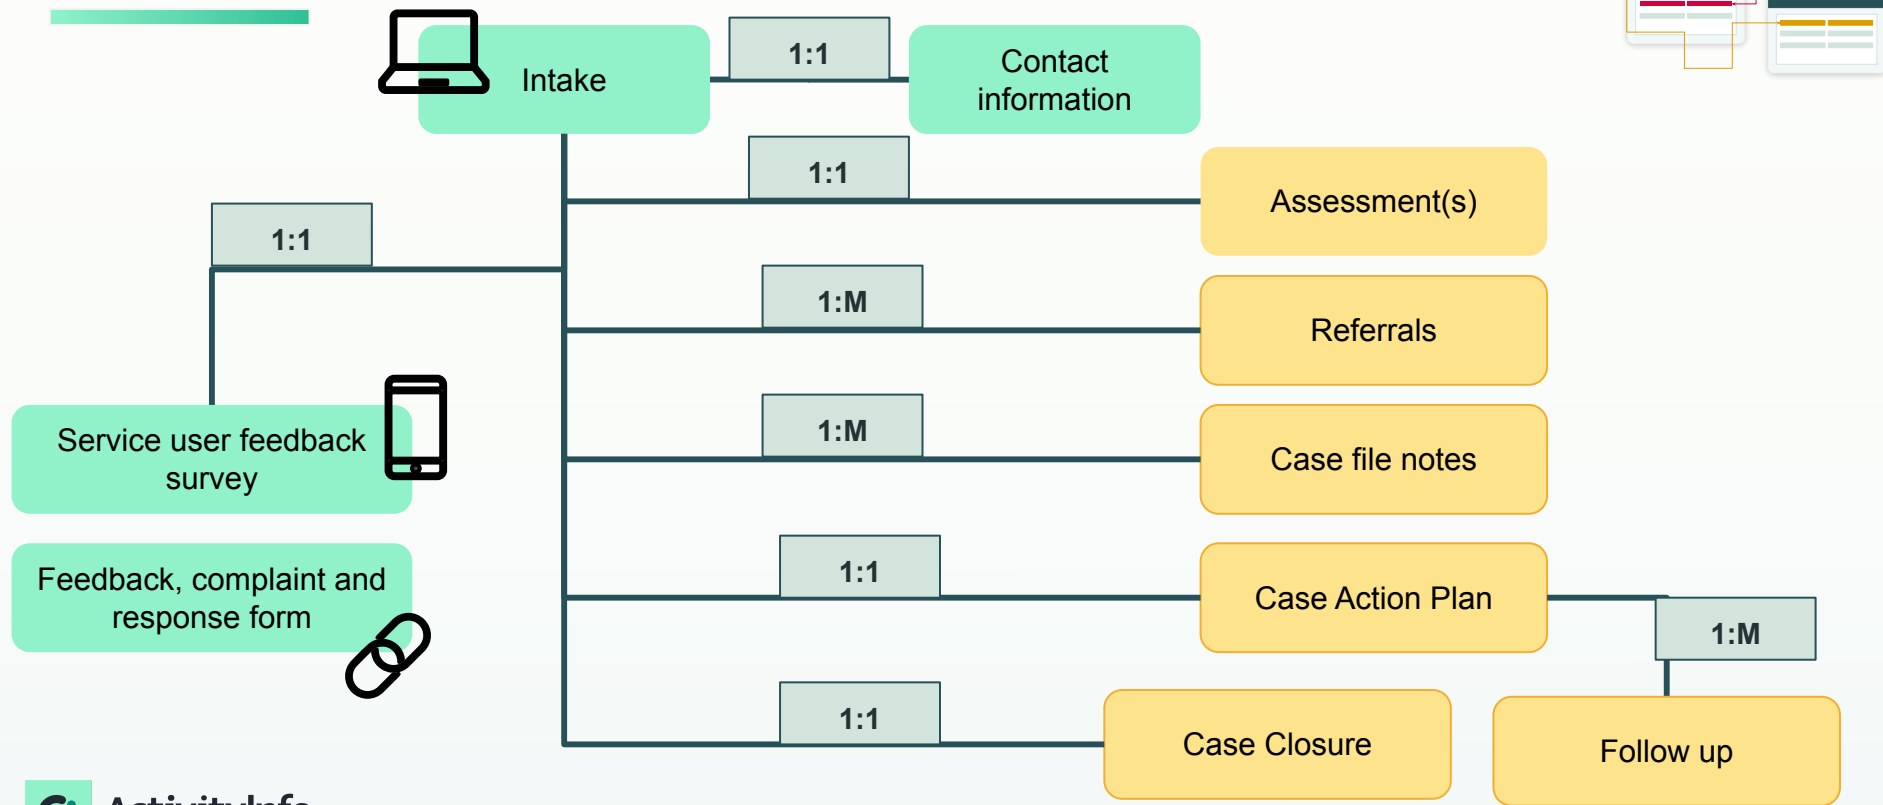 Intake
1:1
Contact
information
1:1
Assessment(s)
1:1
1:M
Referrals
1:M
Case file notes
Service user feedback
survey
Feedback, complaint and
response form
1:1
Case Action Plan
1:M
1:1
Case Closure
Follow up
ActivityInfo